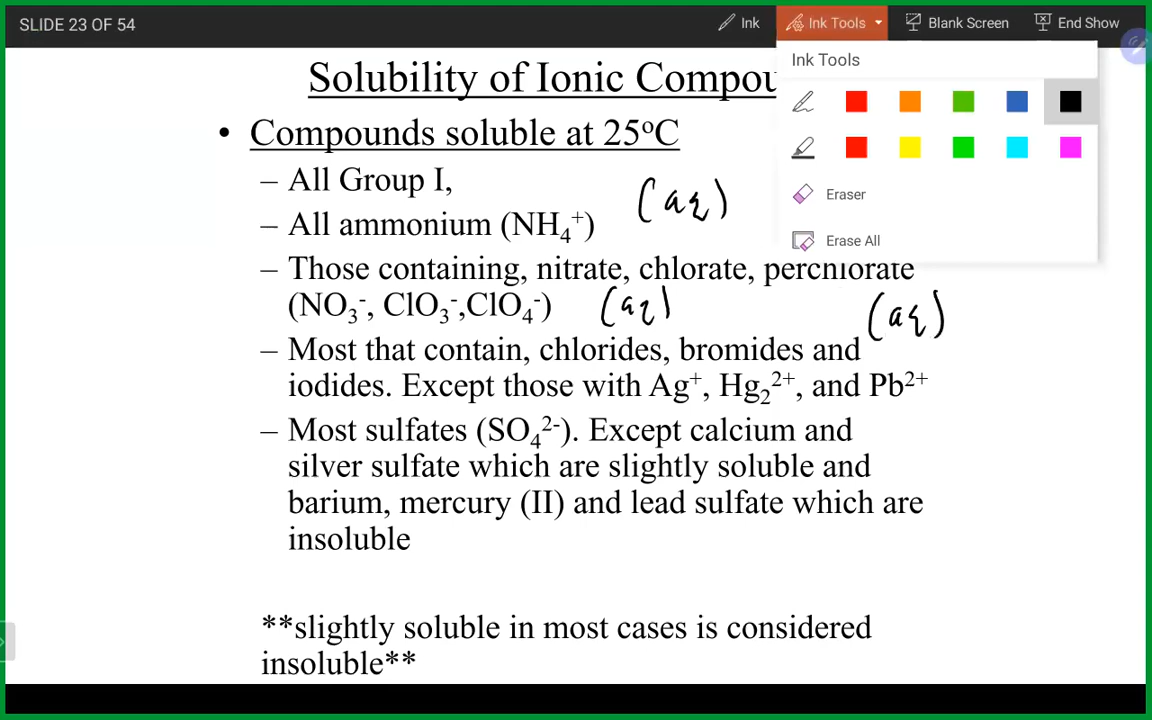 SLIDE 23 OF 54
Ink
Ink Tools
Blank Screen
End Show
Ink Tools
Eraser
Erase All
Solubility of Ionic Compou
• Compounds soluble at 25°C
– All Group I,
– All ammonium (NH₄⁺)
(aq)
– Those containing, nitrate, chlorate, perchlorate
(NO₃⁻, ClO₃⁻,ClO₄⁻) (aq)
(aq)
– Most that contain, chlorides, bromides and
iodides. Except those with Ag⁺, Hg₂²⁺, and Pb²⁺
– Most sulfates (SO₄²⁻). Except calcium and
silver sulfate which are slightly soluble and
barium, mercury (II) and lead sulfate which are
insoluble
**slightly soluble in most cases is considered
insoluble**